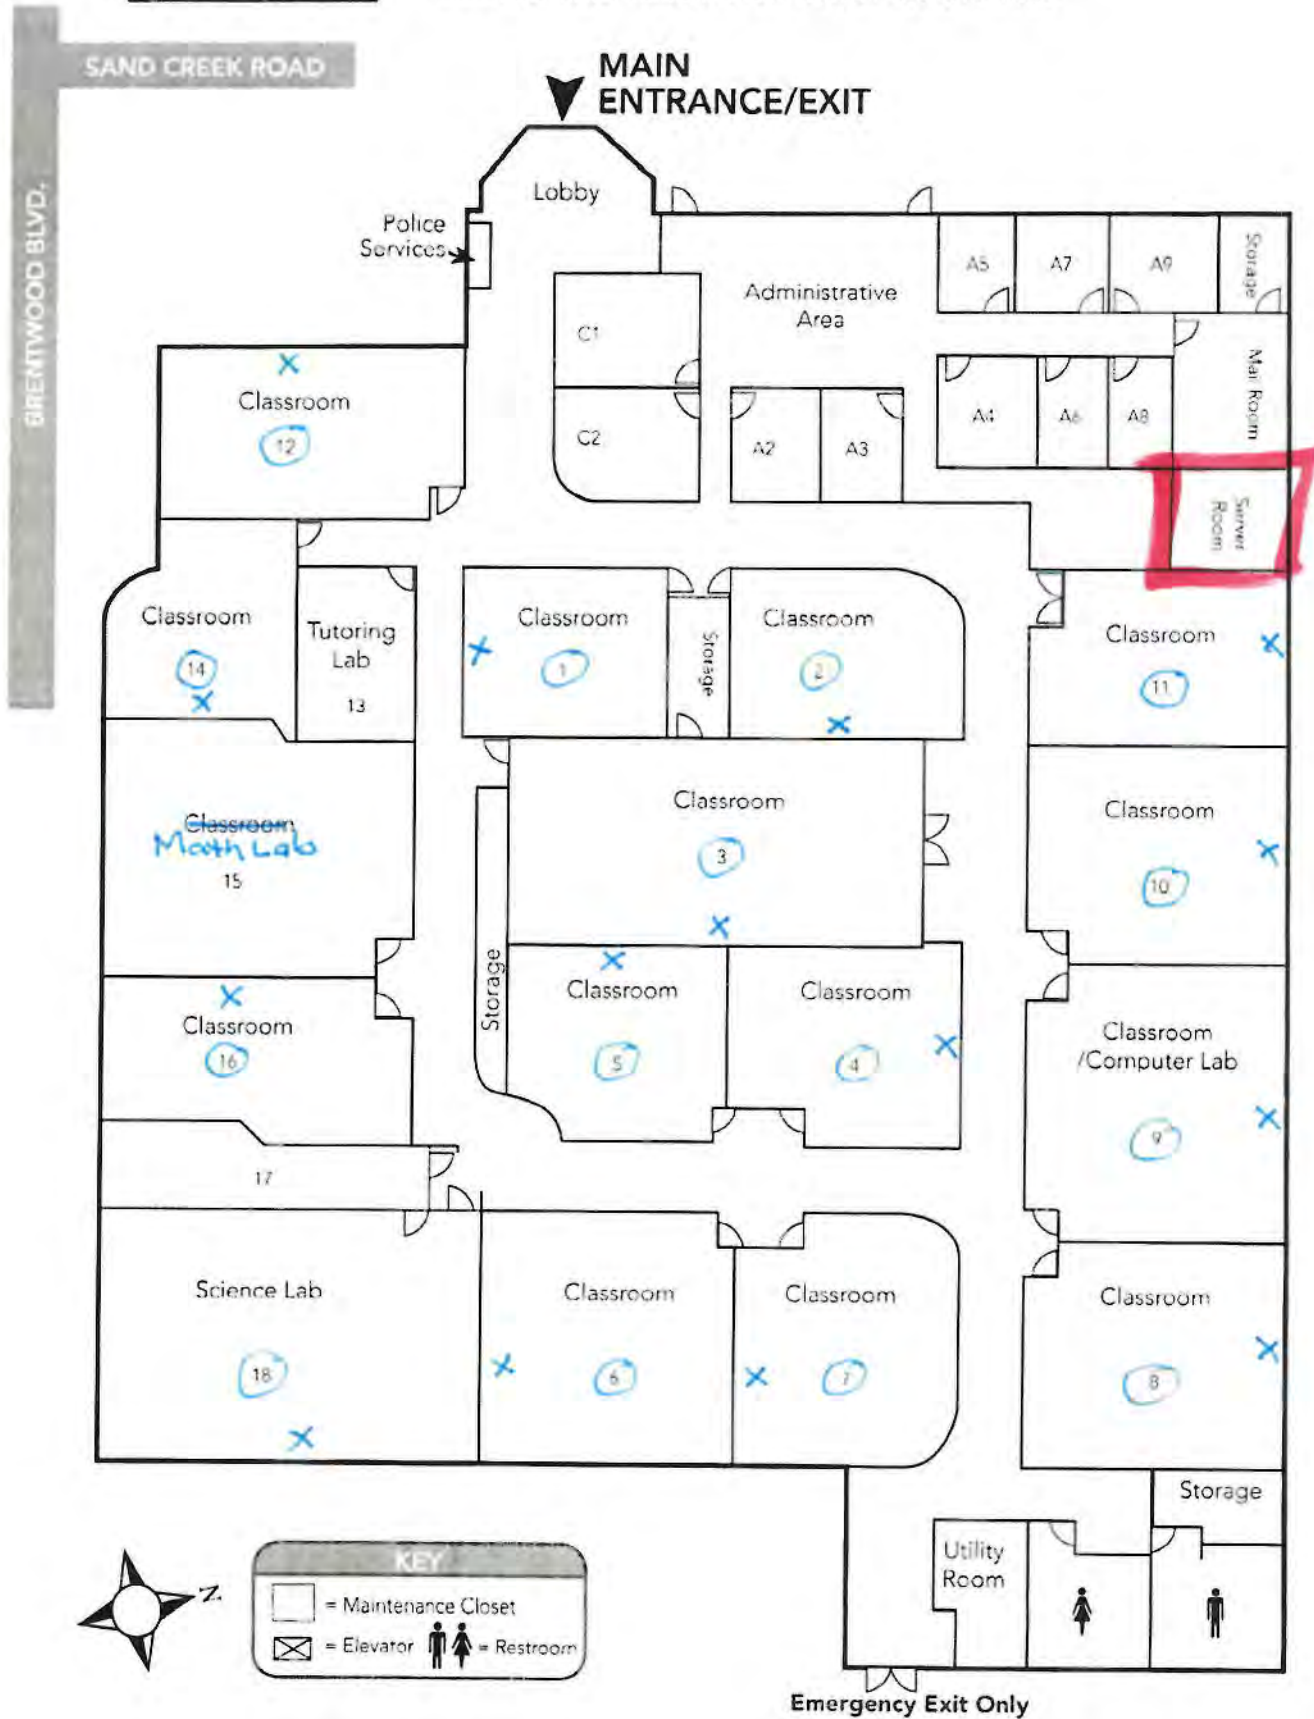 SAND CREEK ROAD
BRENTWOOD BLVD.
MAIN
ENTRANCE/EXIT
Lobby
Police
Services
Administrative
Area
A5
A7
A9
Storage
C1
C2
A2
A3
A4
A6
A8
Mail Room
Server
Room
Classroom
12
Classroom
14
Tutoring
Lab
13
Classroom
1
Storage
Classroom
2
Classroom
11
Classroom
Math Lab
15
Classroom
3
Classroom
10
Storage
Classroom
16
Classroom
5
Classroom
4
Classroom
/Computer Lab
9
17
Science Lab
18
Classroom
6
Classroom
7
Classroom
8
Storage
Utility
Room
N
KEY
= Maintenance Closet
= Elevator
= Restroom
Emergency Exit Only